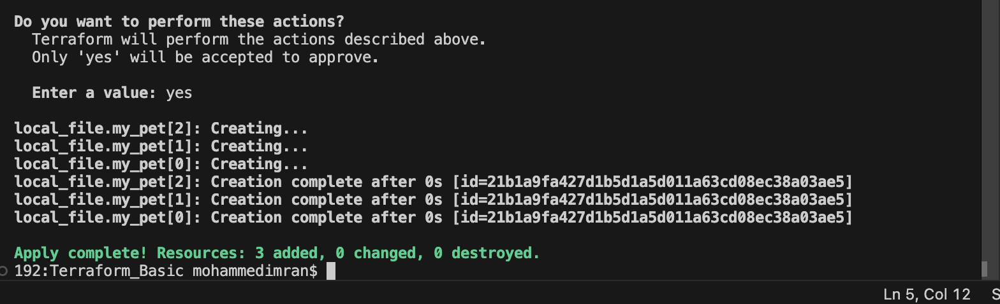 Do you want to perform these actions?
Terraform will perform the actions described above.
Only 'yes' will be accepted to approve.
Enter a value: yes
local_file.my_pet[2]: Creating...
local_file.my_pet[1]: Creating...
local_file.my_pet[0]: Creating...
local_file.my_pet[2]: Creation complete after 0s [id=21b1a9fa427d1b5d1a5d011a63cd08ec38a03ae5]
local_file.my_pet[1]: Creation complete after 0s [id=21b1a9fa427d1b5d1a5d011a63cd08ec38a03ae5]
local_file.my_pet[0]: Creation complete after 0s [id=21b1a9fa427d1b5d1a5d011a63cd08ec38a03ae5]
Apply complete! Resources: 3 added, 0 changed, 0 destroyed.
192:Terraform_Basic mohammedimran$
Ln 5, Col 12